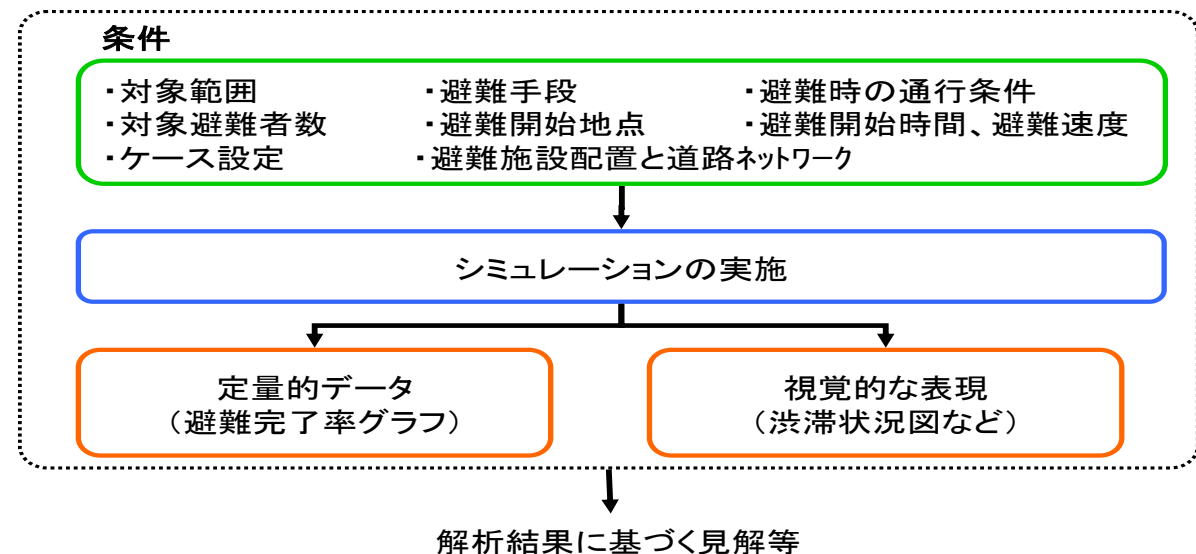 条件
・対象範囲 ・避難手段 ・避難時の通行条件
・対象避難者数 ・避難開始地点 ・避難開始時間、避難速度
・ケース設定 ・避難施設配置と道路ネットワーク
シミュレーションの実施
定量的データ
（避難完了率グラフ）
視覚的な表現
（渋滞状況図など）
解析結果に基づく見解等